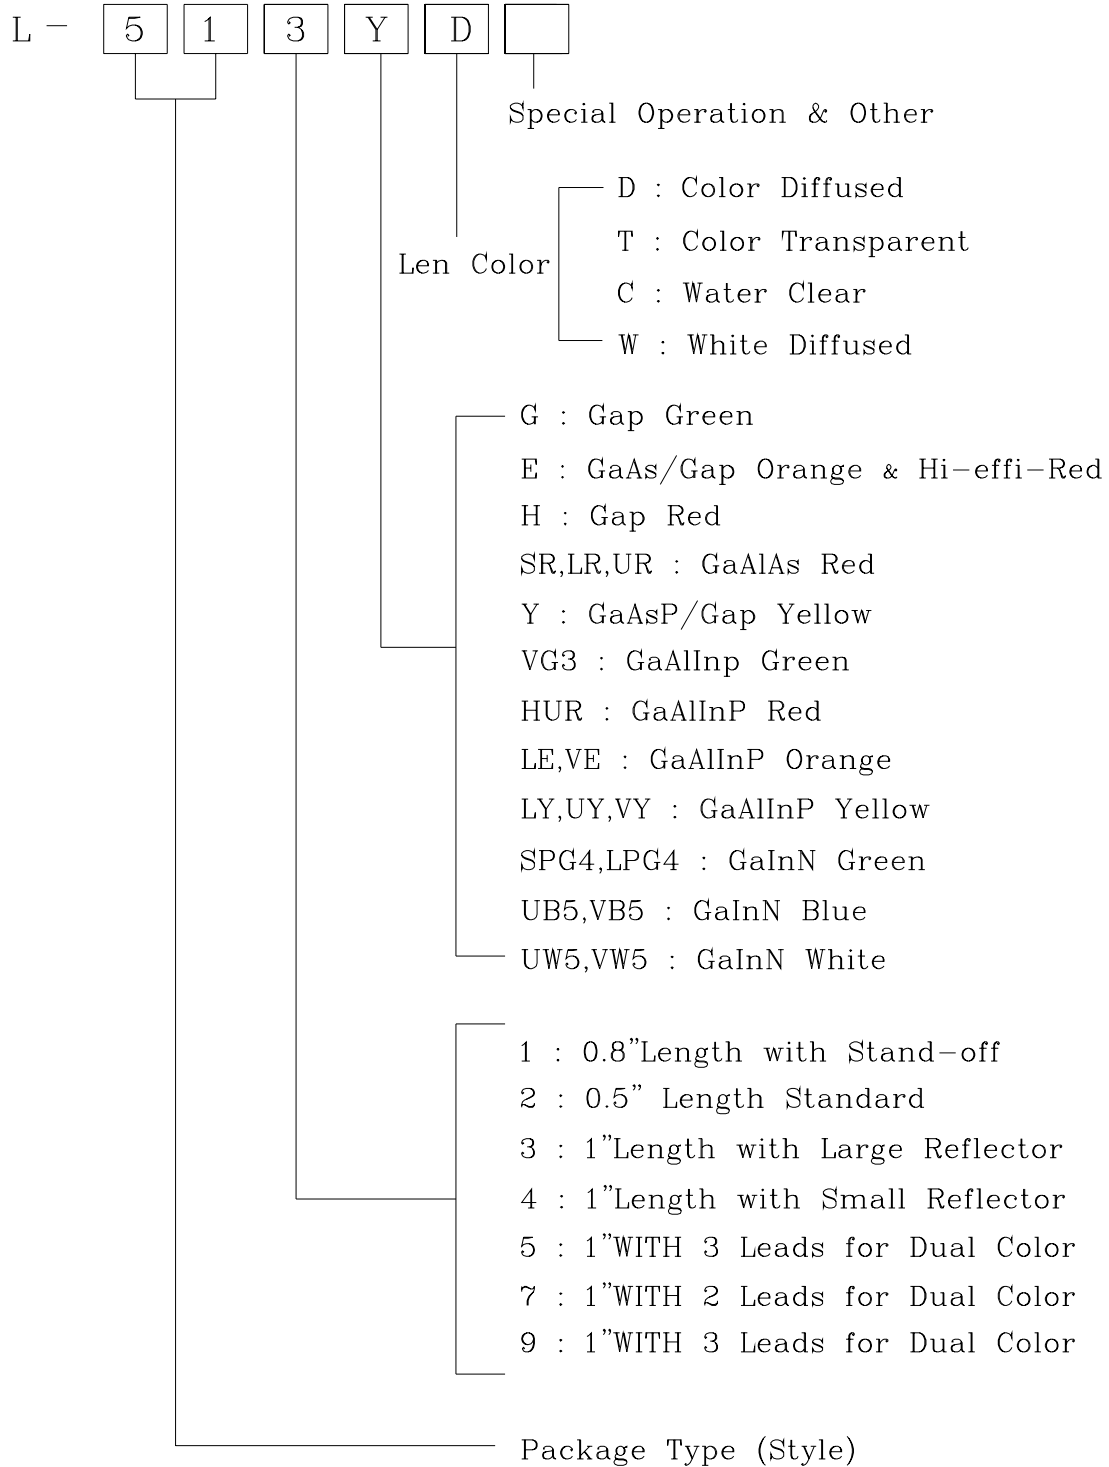 L - 5 1 3 Y D
Special Operation & Other
D : Color Diffused
T : Color Transparent
Len Color
C : Water Clear
W : White Diffused
G : Gap Green
E : GaAs/Gap Orange & Hi-effi-Red
H : Gap Red
SR,LR,UR : GaAlAs Red
Y : GaAsP/Gap Yellow
VG3 : GaAlInp Green
HUR : GaAlInP Red
LE,VE : GaAlInP Orange
LY,UY,VY : GaAlInP Yellow
SPG4,LPG4 : GaInN Green
UB5,VB5 : GaInN Blue
UW5,VW5 : GaInN White
1 : 0.8"Length with Stand-off
2 : 0.5" Length Standard
3 : 1"Length with Large Reflector
4 : 1"Length with Small Reflector
5 : 1"WITH 3 Leads for Dual Color
7 : 1"WITH 2 Leads for Dual Color
9 : 1"WITH 3 Leads for Dual Color
Package Type (Style)